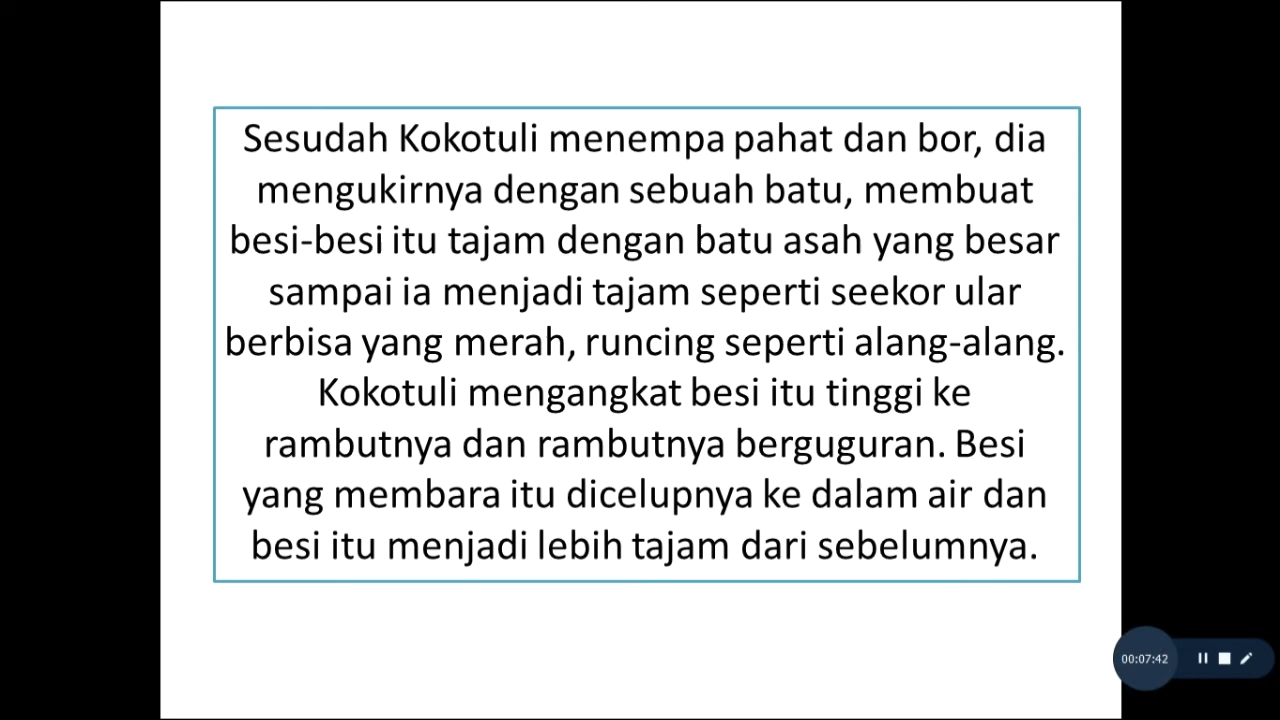 Sesudah Kokotuli menempa pahat dan bor, dia
mengukirnya dengan sebuah batu, membuat
besi-besi itu tajam dengan batu asah yang besar
sampai ia menjadi tajam seperti seekor ular
berbisa yang merah, runcing seperti alang-alang.
Kokotuli mengangkat besi itu tinggi ke
rambutnya dan rambutnya berguguran. Besi
yang membara itu dicelupnya ke dalam air dan
besi itu menjadi lebih tajam dari sebelumnya.
00:07:42